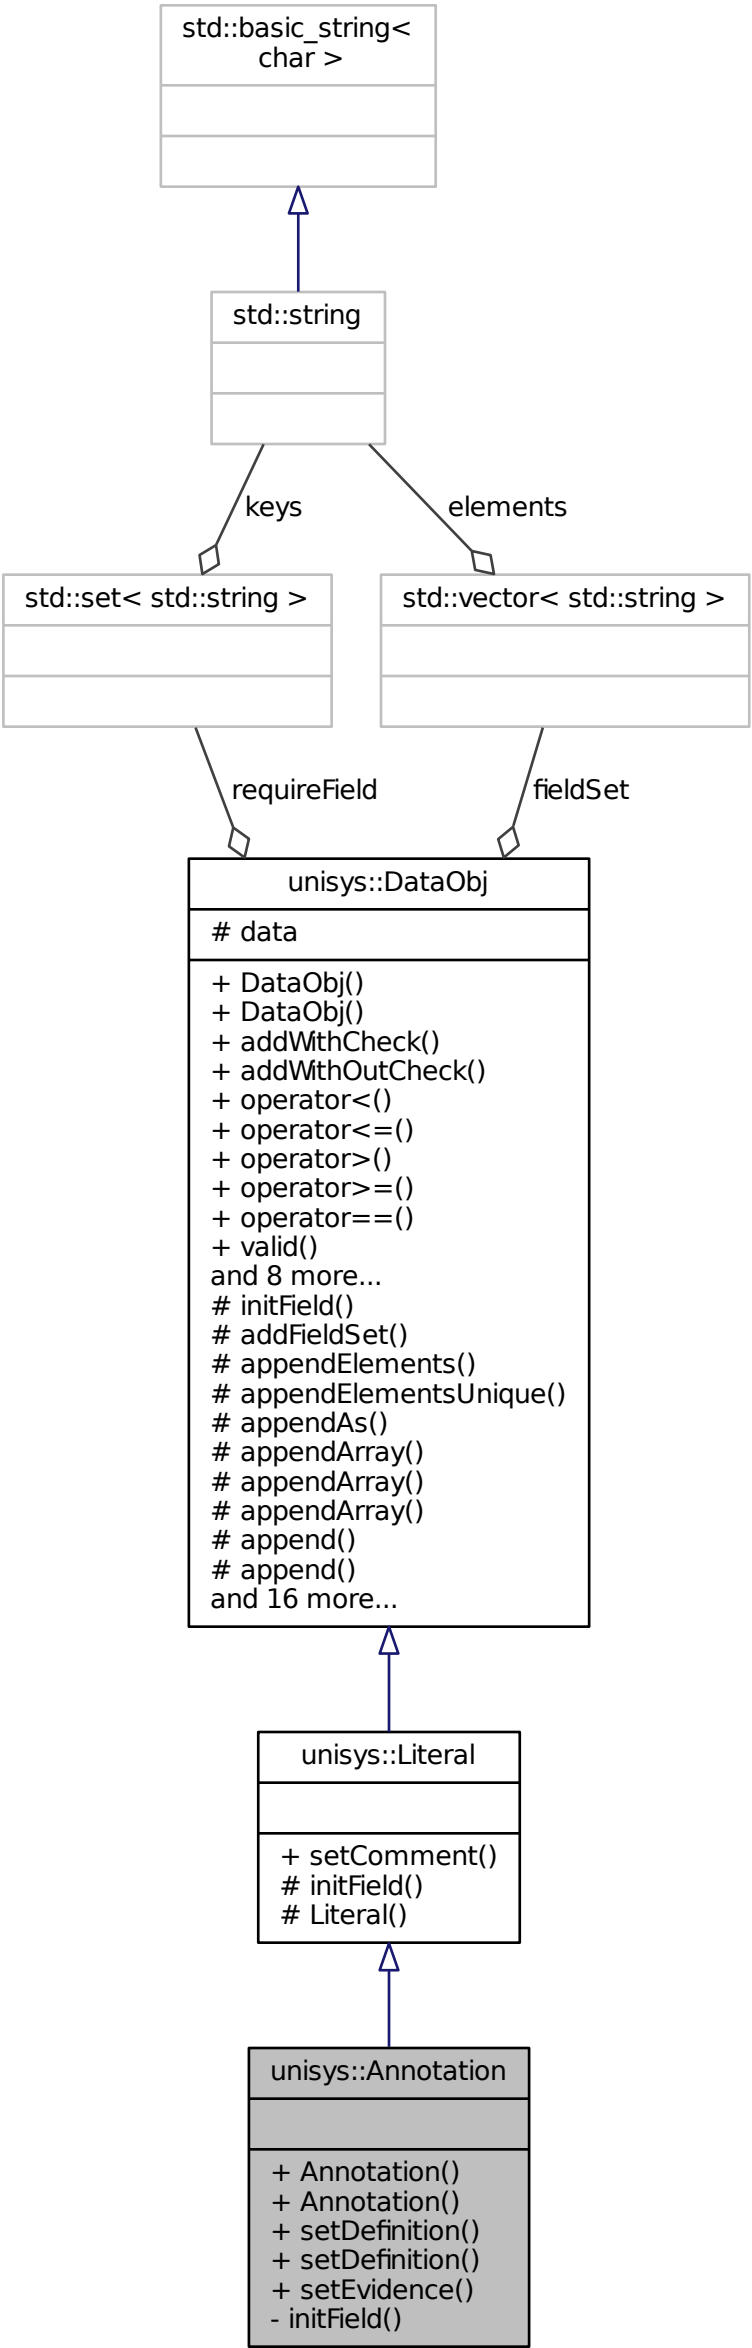 std::basic_string<
char >
std::string
keys
elements
std::set< std::string >
std::vector< std::string >
requireField
fieldSet
unisys::DataObj
# data
+ DataObj()
+ DataObj()
+ addWithCheck()
+ addWithOutCheck()
+ operator<()
+ operator<=()
+ operator>()
+ operator>=()
+ operator==()
+ valid()
and 8 more...
# initField()
# addFieldSet()
# appendElements()
# appendElementsUnique()
# appendAs()
# appendArray()
# appendArray()
# appendArray()
# append()
# append()
and 16 more...
unisys::Literal
+ setComment()
# initField()
# Literal()
unisys::Annotation
+ Annotation()
+ Annotation()
+ setDefinition()
+ setDefinition()
+ setEvidence()
- initField()